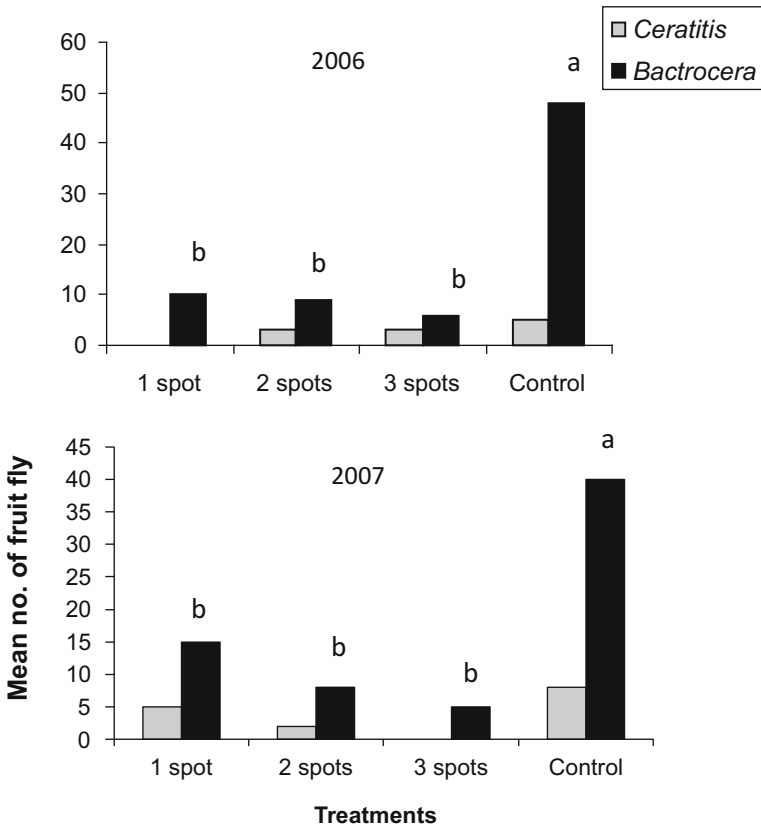 Ceratitis
Bactrocera
2006
60
50
40
30
20
10
0
a
b
b
b
1 spot 2 spots 3 spots Control
Mean no. of fruit fly
2007
45
40
35
30
25
20
15
10
5
0
a
b
b
b
1 spot 2 spots 3 spots Control
Treatments